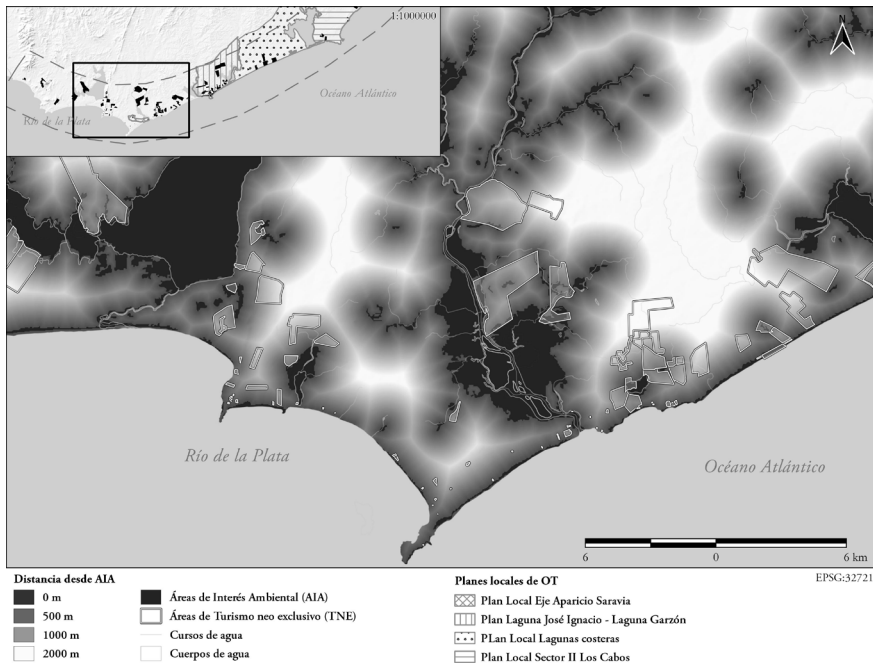 1:1000000
Océano Atlántico
Río de la Plata
N
Río de la Plata
Océano Atlántico
6 0 6 km
EPSG:32721
Distancia desde AIA
0 m
500 m
1000 m
2000 m
Áreas de Interés Ambiental (AIA)
Áreas de Turismo neo exclusivo (TNE)
Cursos de agua
Cuerpos de agua
Planes locales de OT
Plan Local Eje Aparicio Saravia
Plan Laguna José Ignacio - Laguna Garzón
PLan Local Lagunas costeras
Plan Local Sector II Los Cabos